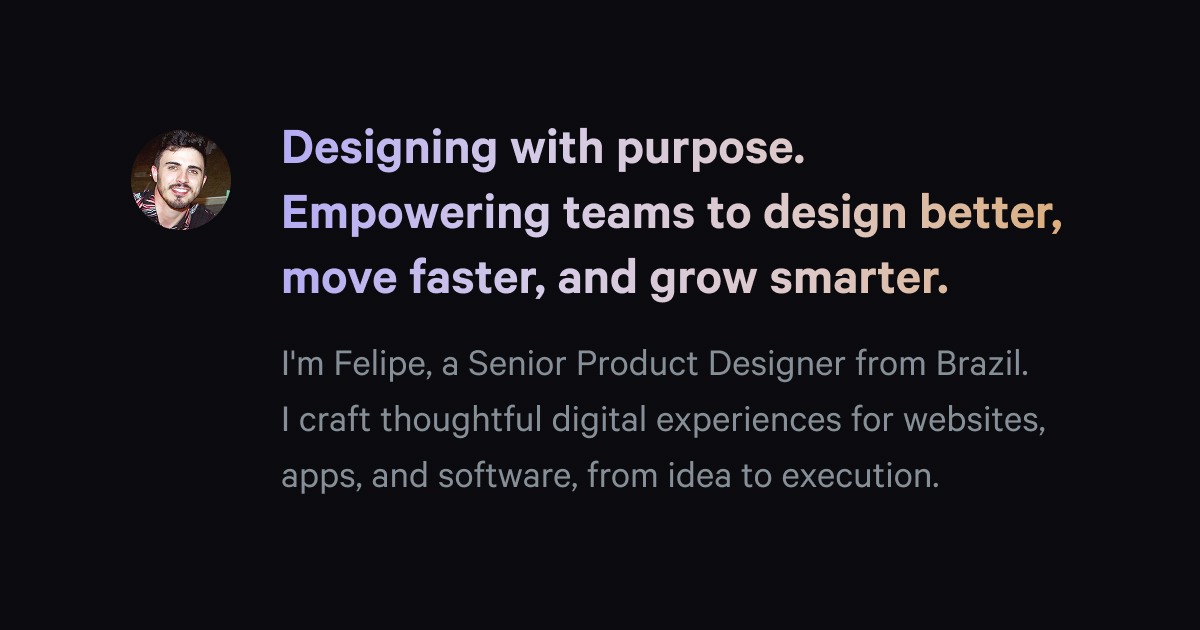 Designing with purpose.
Empowering teams to design better,
move faster, and grow smarter.
I'm Felipe, a Senior Product Designer from Brazil.
I craft thoughtful digital experiences for websites,
apps, and software, from idea to execution.